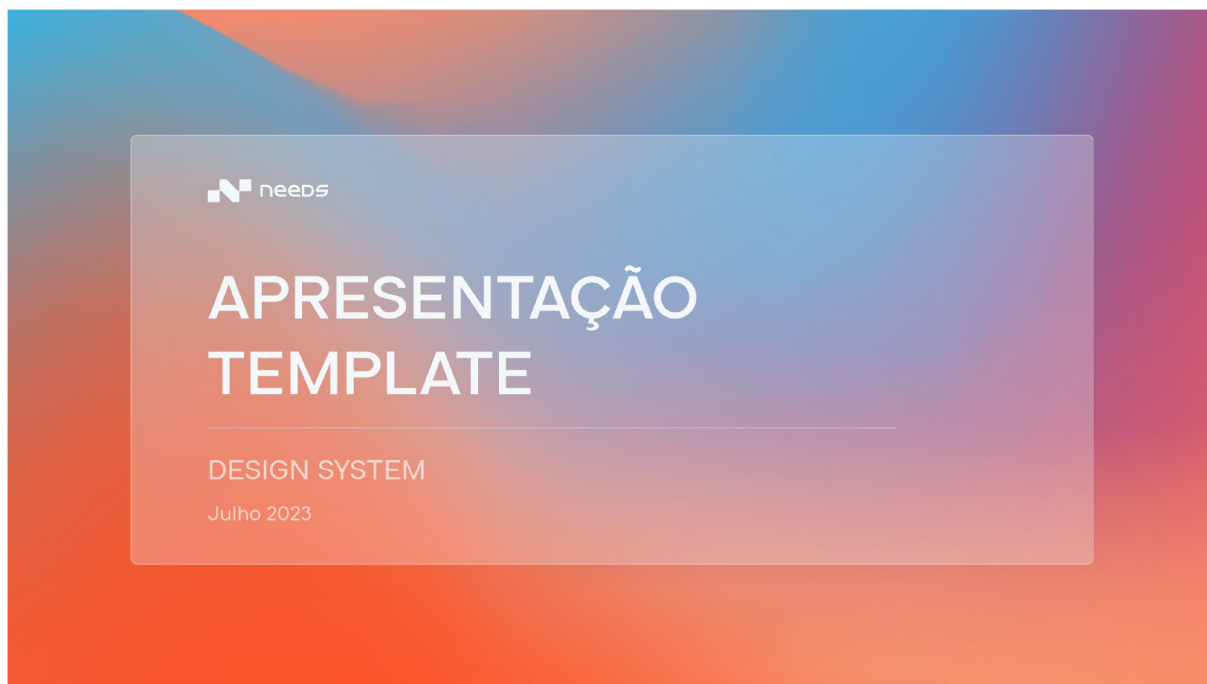 needs
APRESENTAÇÃO
TEMPLATE
DESIGN SYSTEM
Julho 2023